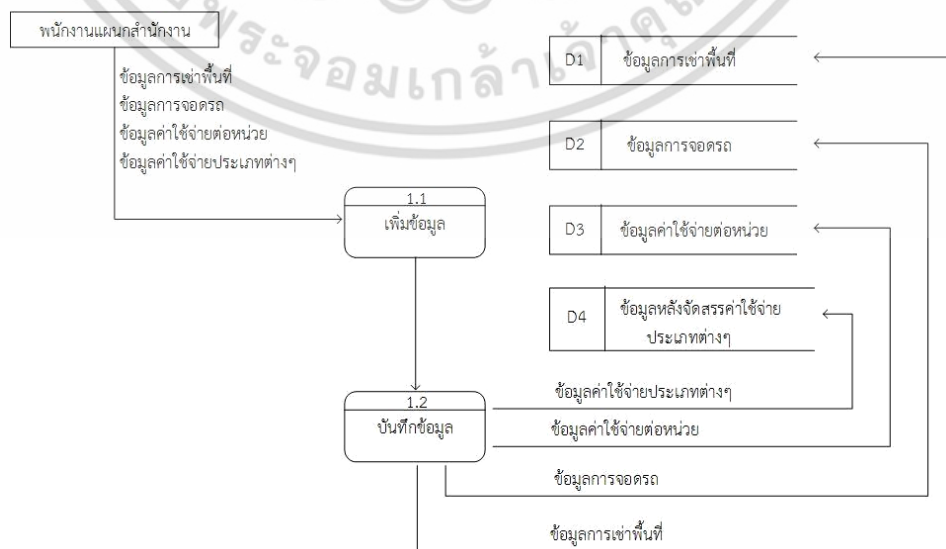 พนักงานแผนกสำนักงาน
ข้อมูลการเช่าพื้นที่
ข้อมูลการจอดรถ
ข้อมูลค่าใช้จ่ายต่อหน่วย
ข้อมูลค่าใช้จ่ายประเภทต่างๆ
D1 ข้อมูลการเช่าพื้นที่
D2 ข้อมูลการจอดรถ
1.1
เพิ่มข้อมูล
D3 ข้อมูลค่าใช้จ่ายต่อหน่วย
D4 ข้อมูลหลังจัดสรรค่าใช้จ่าย
ประเภทต่างๆ
1.2
บันทึกข้อมูล
ข้อมูลค่าใช้จ่ายประเภทต่างๆ
ข้อมูลค่าใช้จ่ายต่อหน่วย
ข้อมูลการจอดรถ
ข้อมูลการเช่าพื้นที่